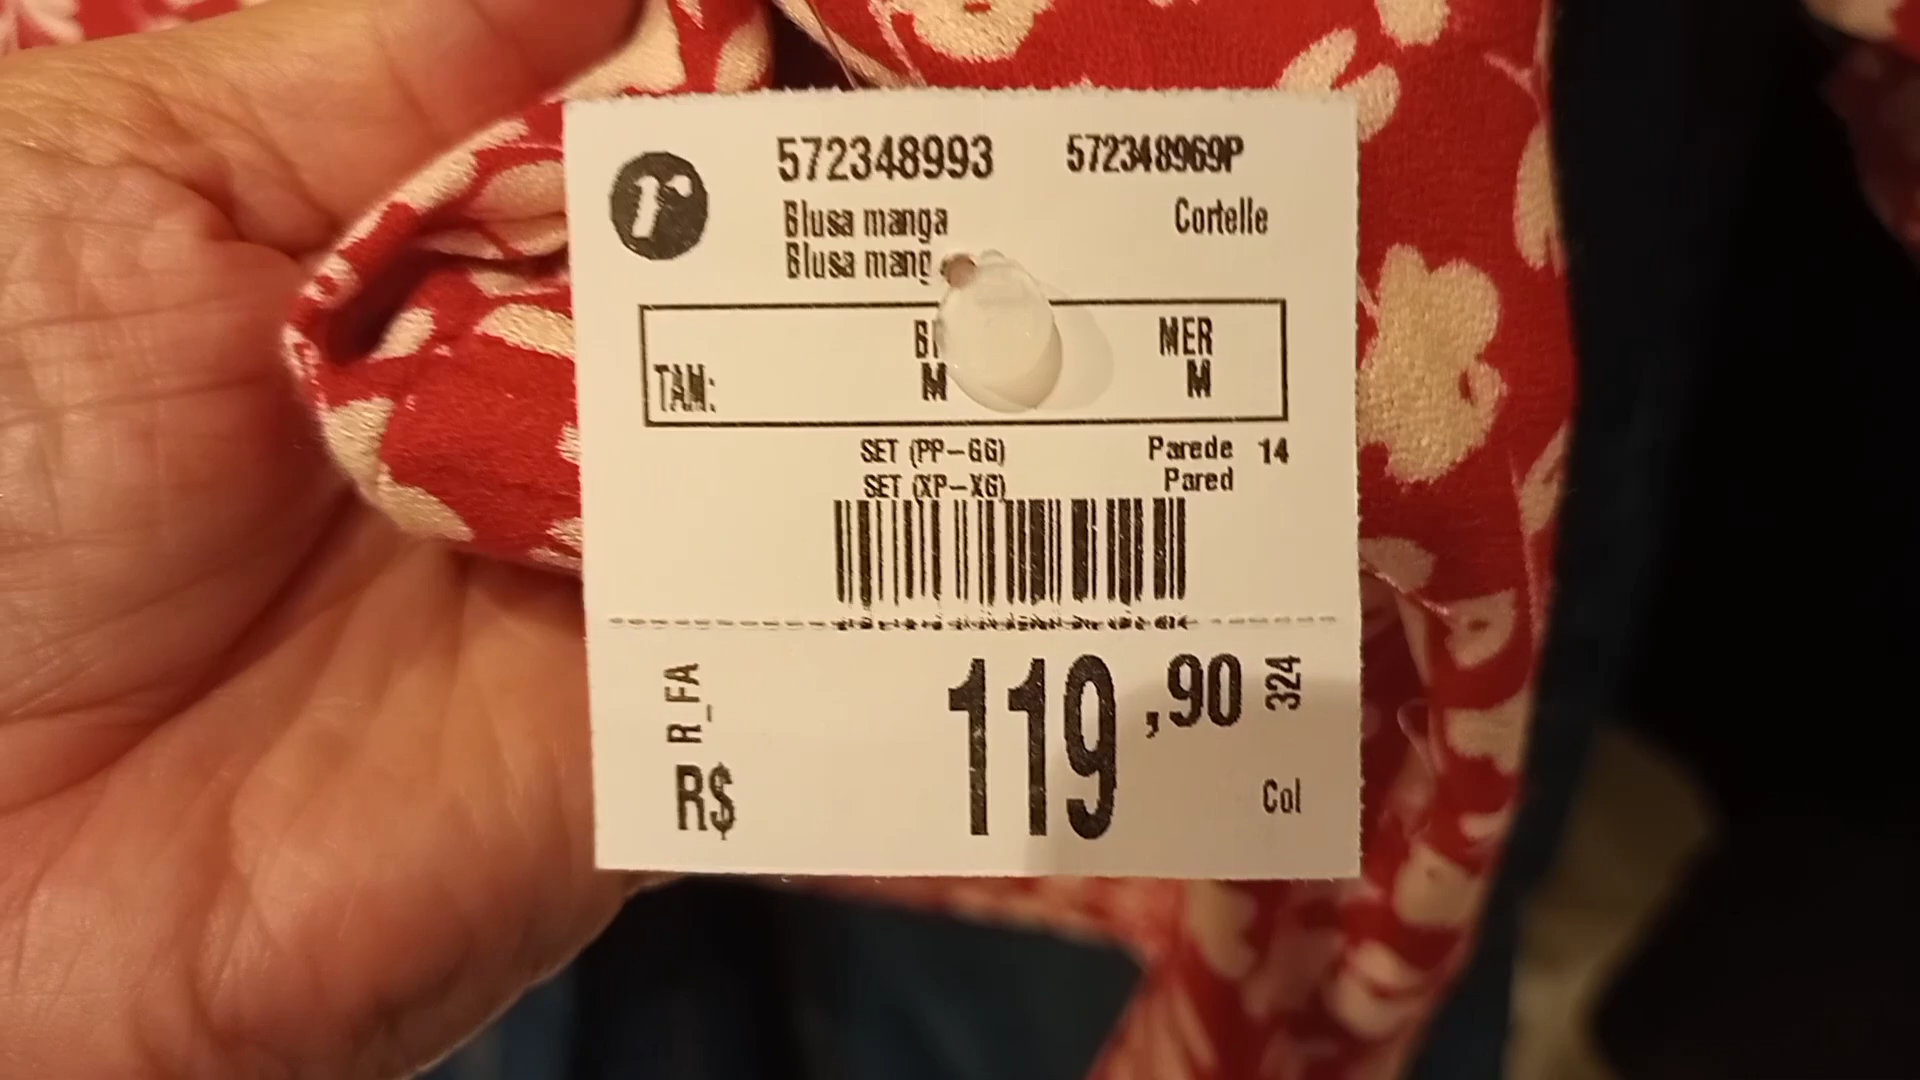 r
572348993 572348969P
Blusa manga Cortelle
Blusa mang
MER
TAM: M M
SET (PP-GG) Parede 14
SET (XP-XG) Pared
R_FA 119,90 324
R$ Col